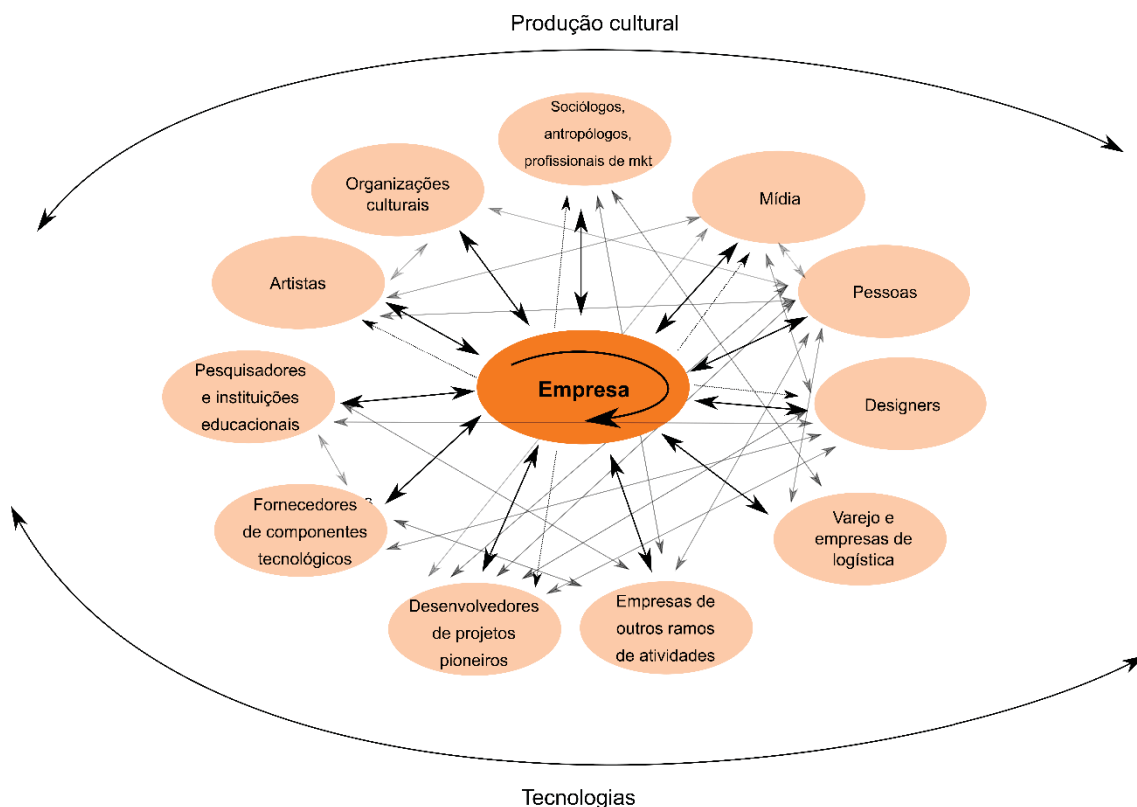 Produção cultural
Sociólogos,
antropólogos,
profissionais de mkt
Organizações
culturais
Mídia
Artistas
Pessoas
Pesquisadores
e instituições
educacionais
Empresa
Designers
Fornecedores
de componentes
tecnológicos
Varejo e
empresas de
logística
Desenvolvedores
de projetos
pioneiros
Empresas de
outros ramos
de atividades
Tecnologias